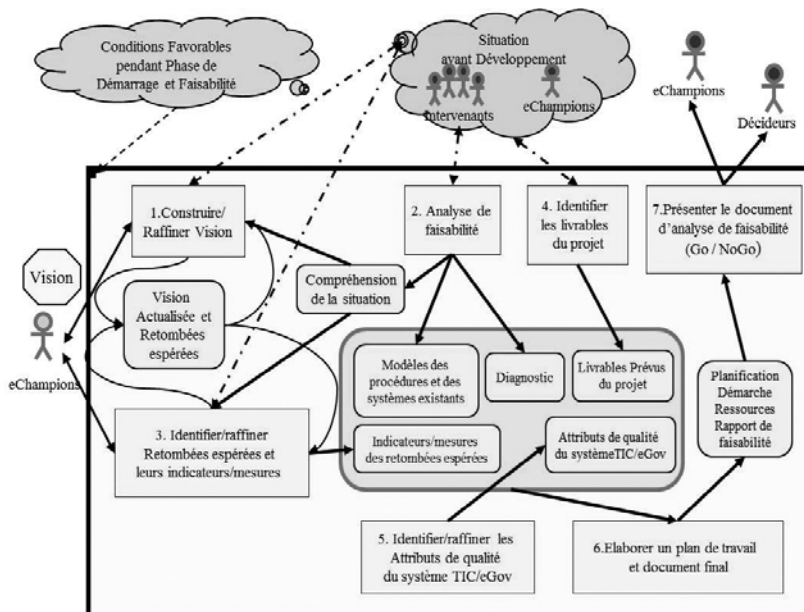 Conditions Favorables
pendant Phase de
Démarrage et Faisabilité
Situation
avant Développement
Intervenants
eChampions
eChampions
Décideurs
1.Construire/
Raffiner Vision
2. Analyse de
faisabilité
4. Identifier
les livrables
du projet
7.Présenter le document
d'analyse de faisabilité
(Go / NoGo)
Vision
eChampions
Vision
Actualisée et
Retombées
espérées
Compréhension
de la situation
Modèles des
procédures et des
systèmes existants
Diagnostic
Livrables Prévus
du projet
Planification
Démarche
Ressources
Rapport de
faisabilité
3. Identifier/raffiner
Retombées espérées et
leurs indicateurs/mesures
Indicateurs/mesures
des retombées espérées
Attributs de qualité
du systèmeTIC/eGov
5. Identifier/raffiner les
Attributs de qualité
du système TIC/eGov
6.Elaborer un plan de travail
et document final